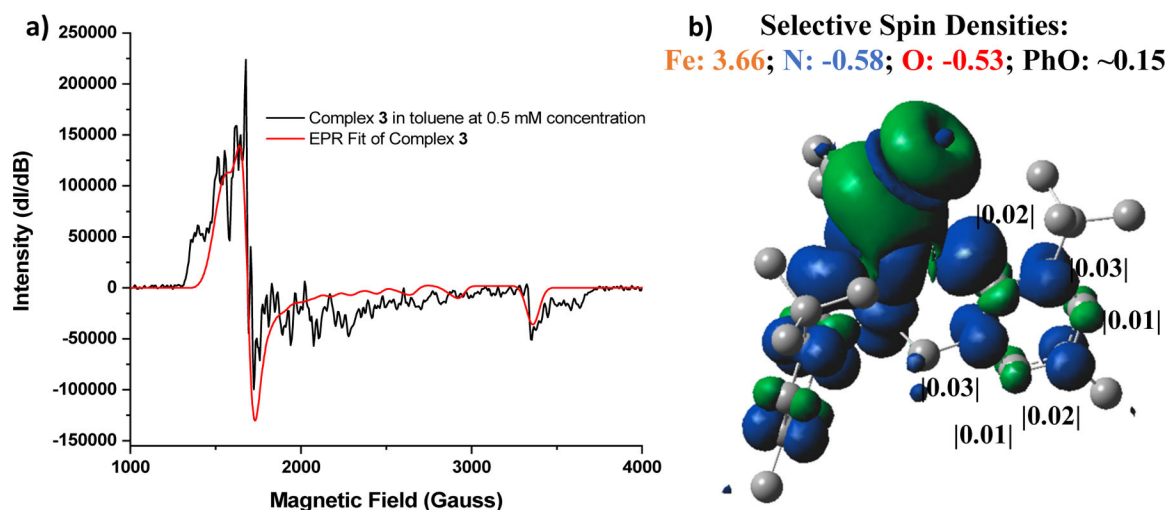 a)
250000
200000
150000
100000
50000
0
-50000
-100000
-150000
Intensity (dI/dB)
Complex 3 in toluene at 0.5 mM concentration
EPR Fit of Complex 3
1000
2000
3000
4000
Magnetic Field (Gauss)
b) Selective Spin Densities:
Fe: 3.66; N: -0.58; O: -0.53; PhO: ~0.15
|0.02|
|0.03|
|0.01|
|0.03|
|0.02|
|0.01|